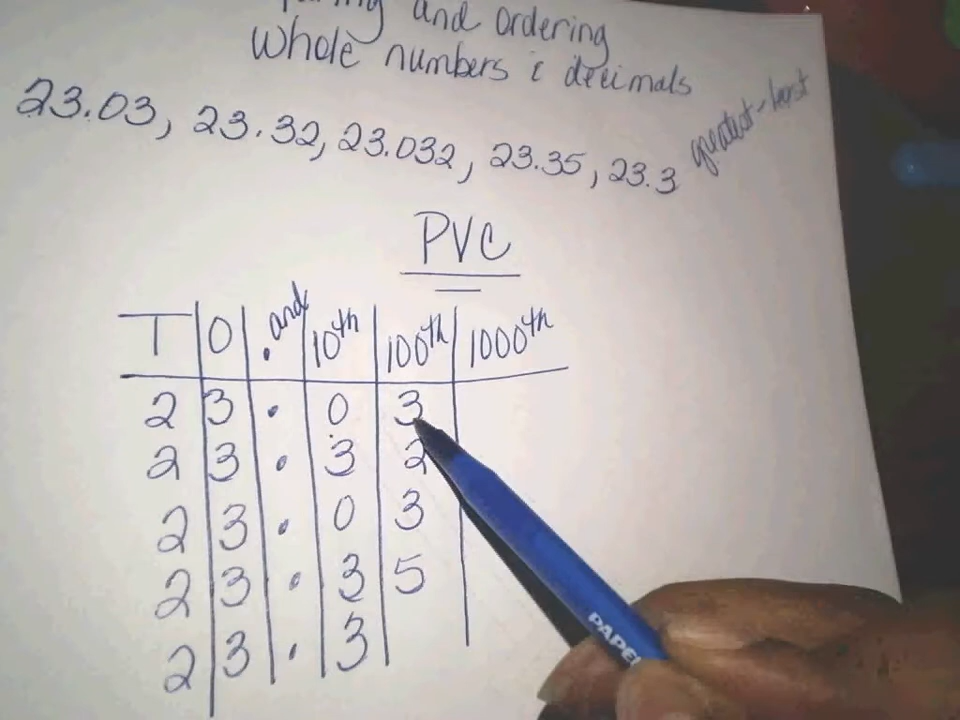 and ordering
Whole numbers & decimals
23.03, 23.32, 23.032, 23.35, 23.3 greatest - least
PVC
T O . and 10th 100th 1000th
2 3 . 0 3
2 3 . 3 2
2 3 . 0 3
2 3 . 3 5
2 3 . 3
PAPER